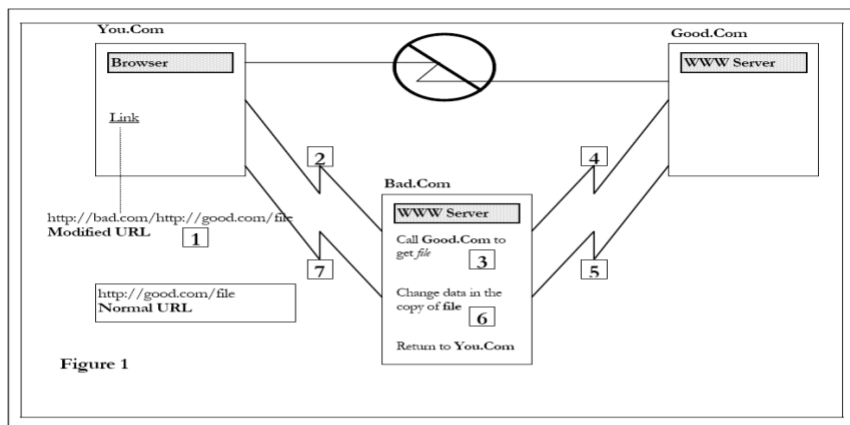 You.Com
Good.Com
Browser
WWW Server
Link
2
4
Bad.Com
WWW Server
http://bad.com/http://good.com/file
Modified URL
1
Call Good.Com to
get file
3
7
5
http://good.com/file
Normal URL
Change data in the
copy of file
6
Return to You.Com
Figure 1